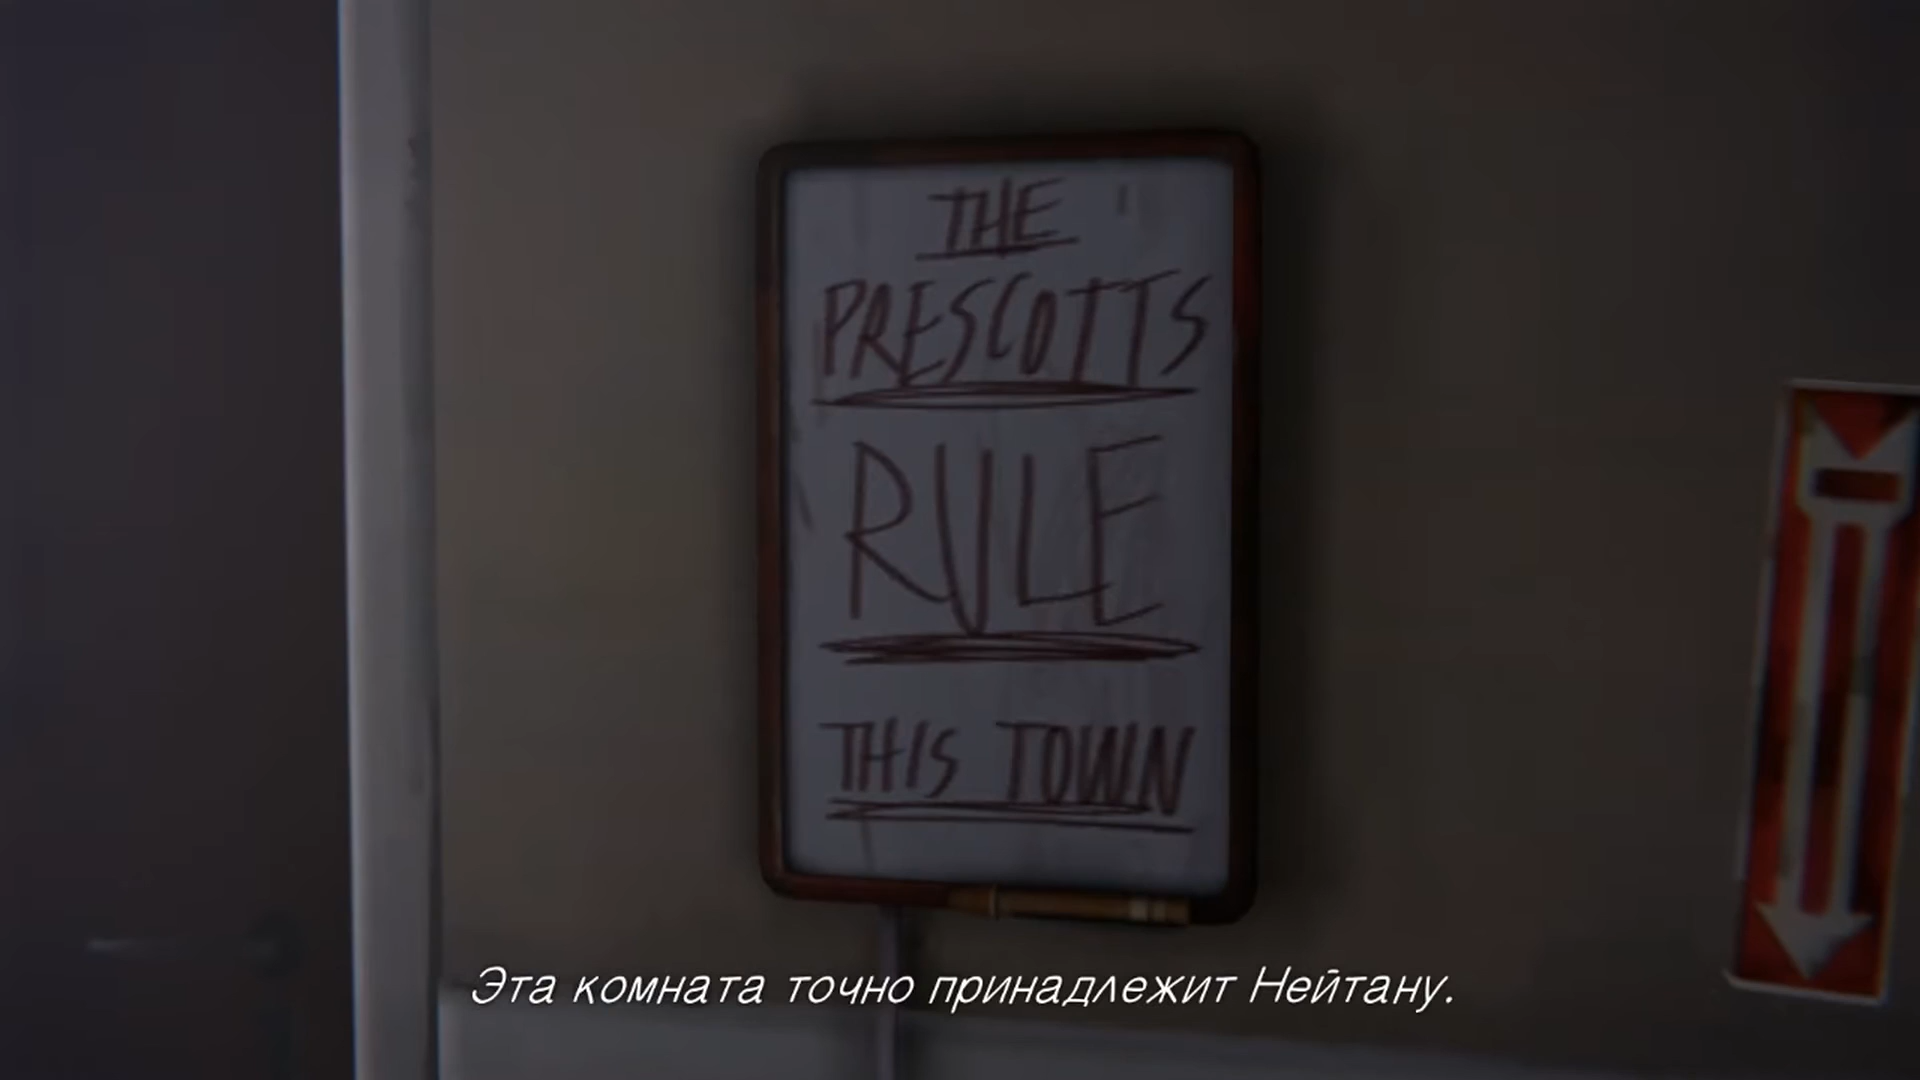 THE
PRESCOTTS
RULE
THIS TOWN
Эта комната точно принадлежит Нейтану.